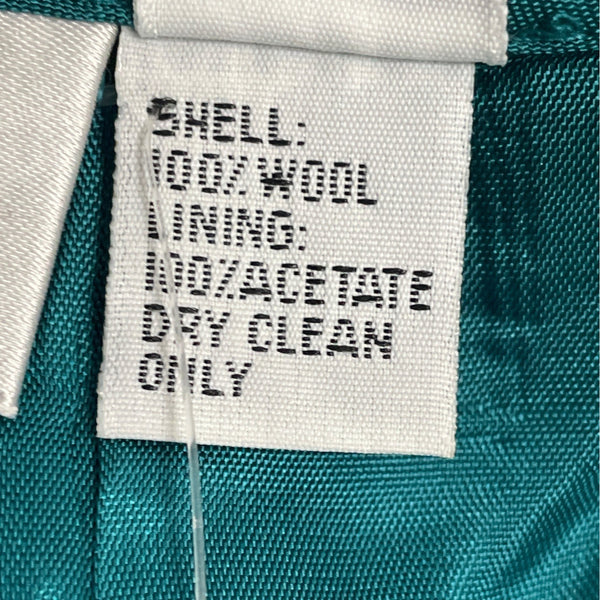 SHELL:
100% WOOL
LINING:
100% ACETATE
DRY CLEAN
ONLY